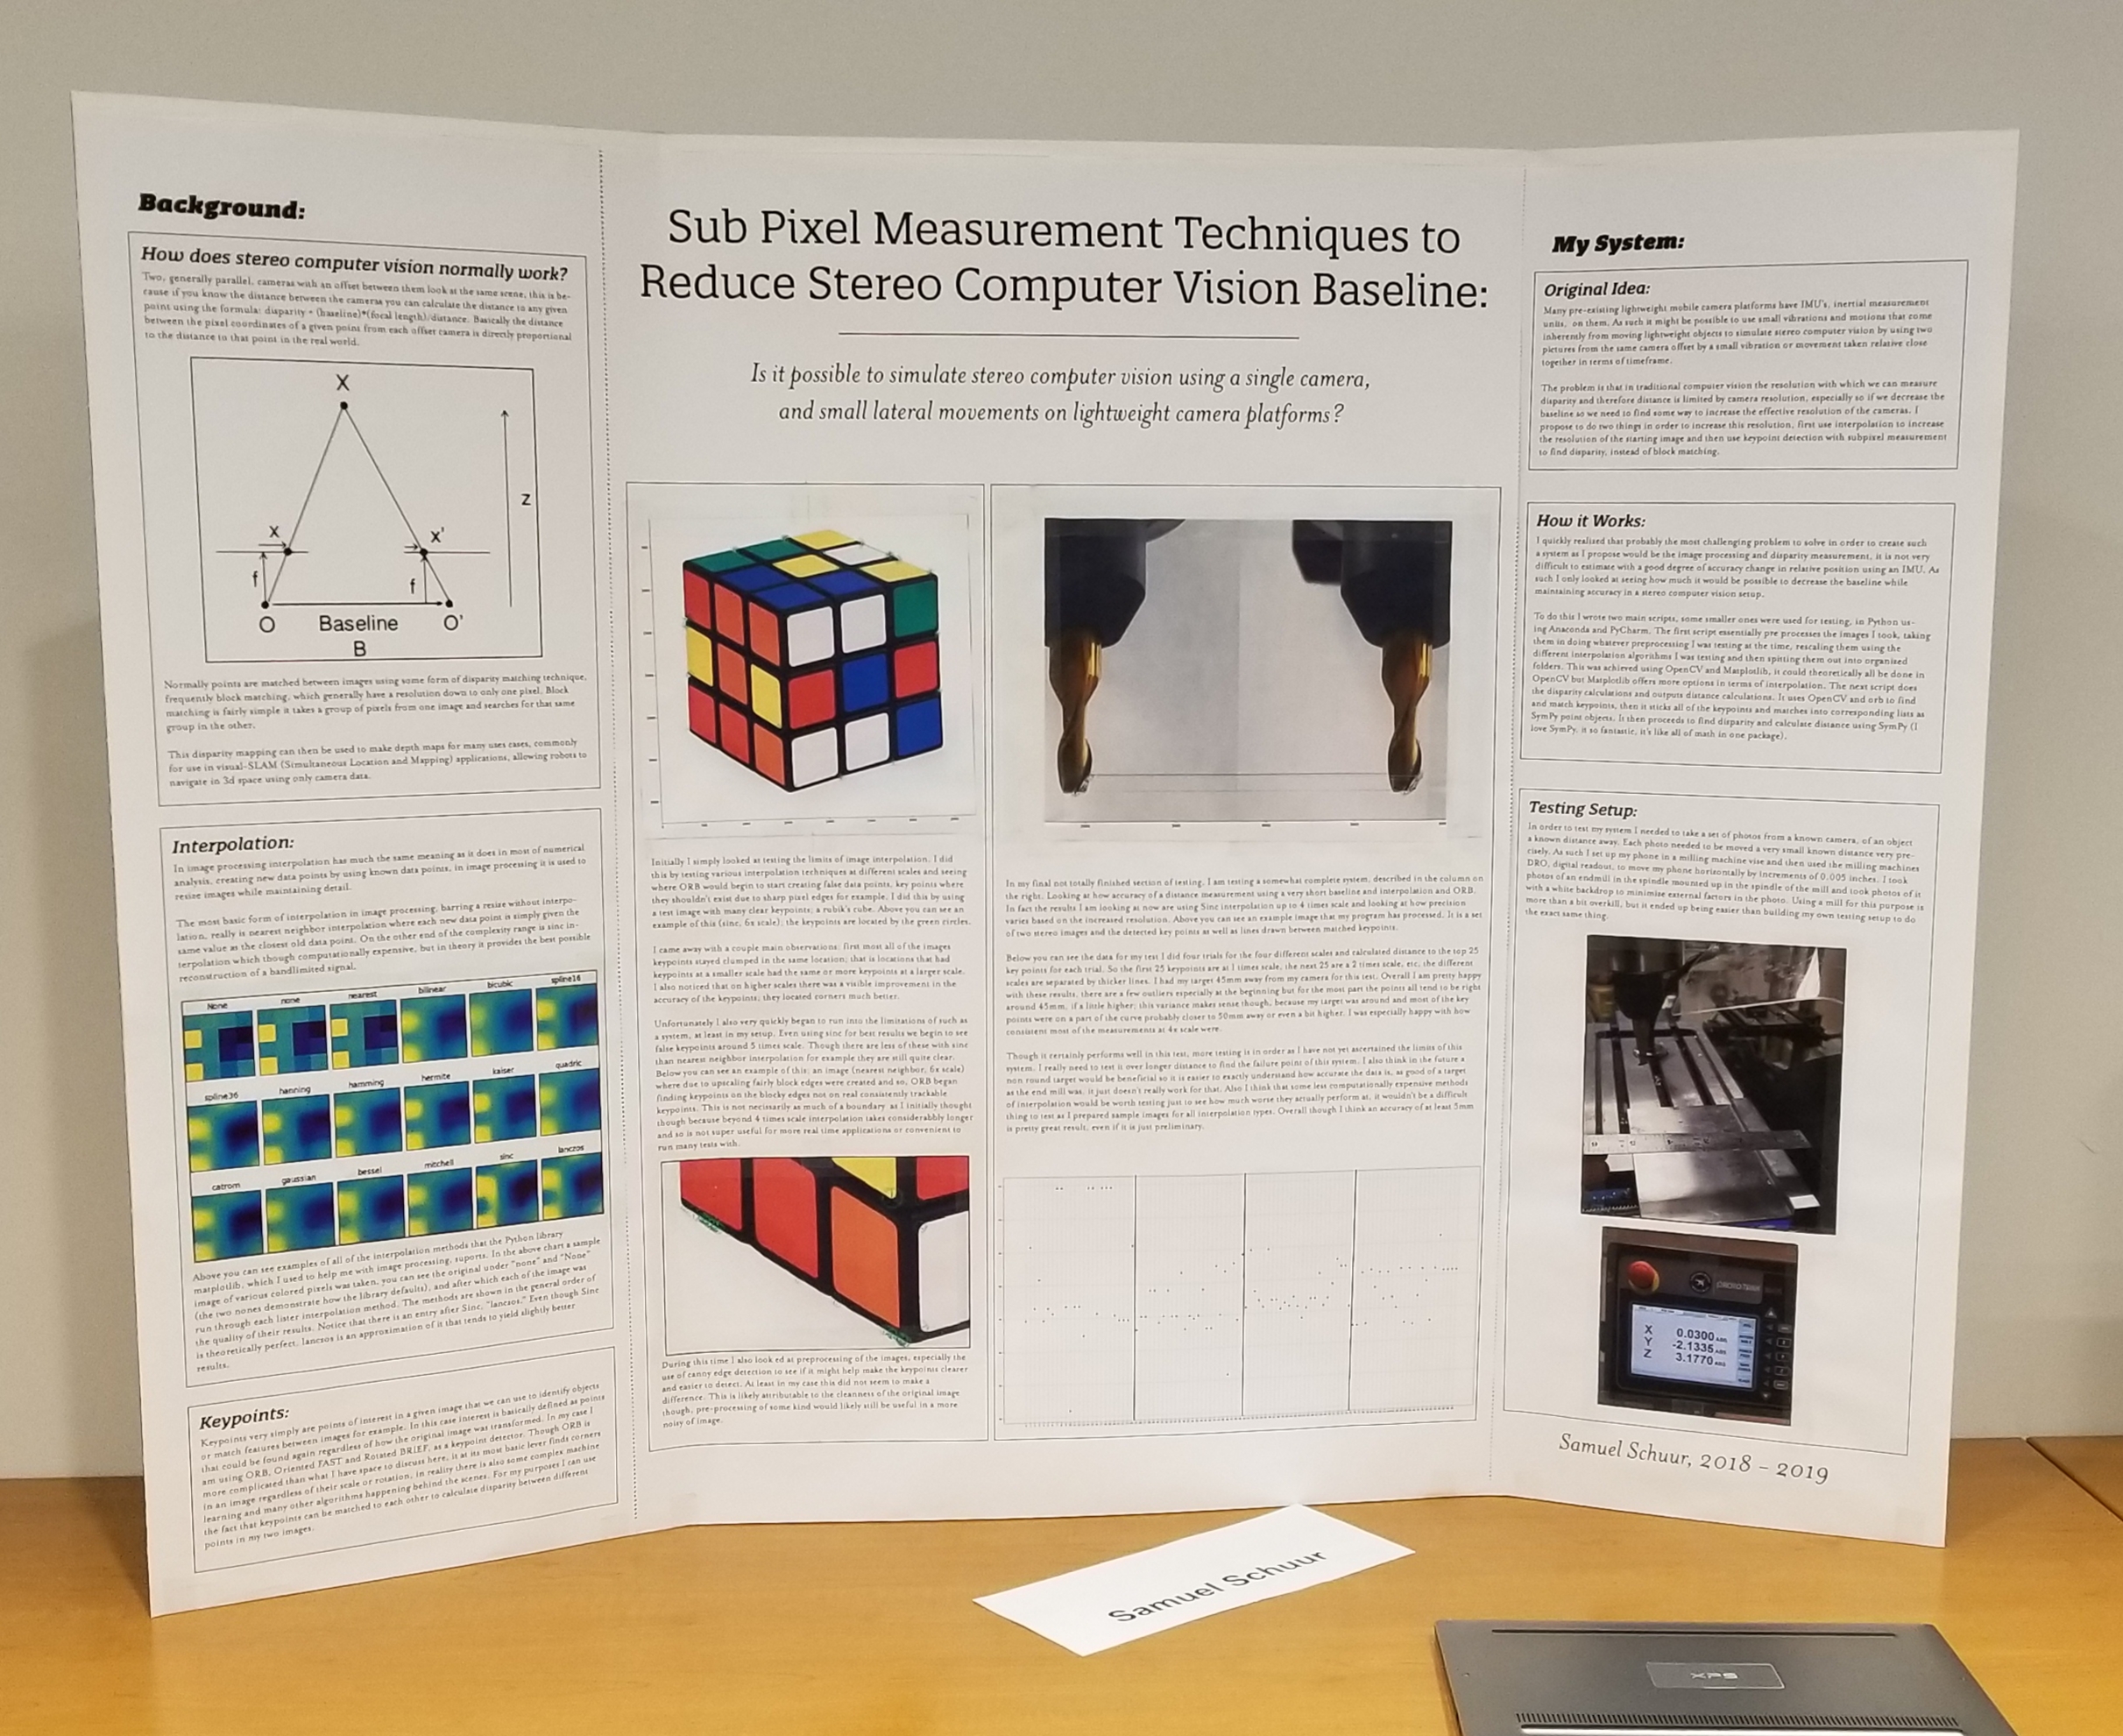 Background:
How does stereo computer vision normally work?
Two, generally parallel, cameras with an offset between them look at the same scene, this is be-
cause if you know the distance between the cameras you can calculate the distance to any given
point using the formula: disparity = (baseline)*(focal length)/distance. Basically the distance
between the pixel coordinates of a given point from each offset camera is directly proportional
to the distance to that point in the real world.
X
Z
x
x'
f
f
O
Baseline
O'
B
Normally points are matched between images using some form of disparity matching technique,
frequently block matching, which generally have a resolution down to only one pixel. Block
matching is fairly simple it takes a group of pixels from one image and searches for that same
group in the other.
This disparity mapping can then be used to make depth maps for many uses cases, commonly
for use in visual-SLAM (Simultaneous Location and Mapping) applications, allowing robots to
navigate in 3d space using only camera data.
Interpolation:
In image processing interpolation has much the same meaning as it does in most of numerical
analysis, creating new data points by using known data points, in image processing it is used to
resize images while maintaining detail.
The most basic form of interpolation in image processing, barring a resize without interpo-
lation, really is nearest neighbor interpolation where each new data point is simply given the
same value as the closest old data point. On the other end of the complexity range is sinc in-
terpolation which though computationally expensive, but in theory it provides the best possible
reconstruction of a bandlimited signal.
None none nearest bilinear bicubic spline16
spline36 hanning hamming hermite kaiser quadric
catrom gaussian bessel mitchell sinc lanczos
Above you can see examples of all of the interpolation methods that the Python library
matplotlib, which I used to help me with image processing, suports. In the above chart a sample
image of various colored pixels was taken, you can see the original under "none" and "None"
(the two nones demonstrate how the library defaults), and after which each of the image was
run through each lister interpolation method. The methods are shown in the general order of
the quality of their results. Notice that there is an entry after Sinc, "lanczos." Even though Sinc
is theoretically perfect, lanczos is an approximation of it that tends to yield slightly better
results.
Keypoints:
Keypoints very simply are points of interest in a given image that we can use to identify objects
or match features between images for example. In this case interest is basically defined as points
that could be found again regardless of how the original image was transformed. In my case I
am using ORB, Oriented FAST and Rotated BRIEF, as a keypoint detector. Though ORB is
more complicated than what I have space to discuss here, it at its most basic lever finds corners
in an image regardless of their scale or rotation, in reality there is also some complex machine
learning and many other algorithms happening behind the scenes. For my purposes I can use
the fact that keypoints can be matched to each other to calculate disparity between different
points in my two images.
Sub Pixel Measurement Techniques to
Reduce Stereo Computer Vision Baseline:
Is it possible to simulate stereo computer vision using a single camera,
and small lateral movements on lightweight camera platforms?
Initially I simply looked at testing the limits of image interpolation. I did
this by testing various interpolation techniques at different scales and seeing
where ORB would begin to start creating false data points, key points where
they shouldn't exist due to sharp pixel edges for example. I did this by using
a test image with many clear keypoints; a rubik's cube. Above you can see an
example of this (sinc, 6x scale); the keypoints are located by the green circles.
I came away with a couple main observations: first most all of the images
keypoints stayed clumped in the same location; that is locations that had
keypoints at a smaller scale had the same or more keypoints at a larger scale.
I also noticed that on higher scales there was a visible improvement in the
accuracy of the keypoints; they located corners much better.
Unfortunately I also very quickly began to run into the limitations of such as
a system, at least in my setup. Even using sinc for best results we begin to see
false keypoints around 5 times scale. Though there are less of these with sinc
than nearest neighbor interpolation for example they are still quite clear.
Below you can see an example of this; an image (nearest neighbor, 6x scale)
where due to upscaling fairly block edges were created and so, ORB began
finding keypoints on the blocky edges not on real consistently trackable
keypoints. This is not necissarily as much of a boundary as I initially thought
though because beyond 4 times scale interpolation takes considerabbly longer
and so is not super useful for more real time applications or convenient to
run many tests with.
During this time I also look ed at preprocessing of the images, especially the
use of canny edge detection to see if it might help make the keypoints clearer
and easier to detect. At least in my case this did not seem to make a
difference. This is likely attributable to the cleanness of the original image
though, pre-processing of some kind would likely still be useful in a more
noisy of image.
In my final not totally finished section of testing, I am testing a somewhat complete system, described in the column on
the right. Looking at how accuracy of a distance measurement using a very short baseline and interpolation and ORB.
In fact the results I am looking at now are using Sinc interpolation up to 4 times scale and looking at how precision
varies based on the increased resolution. Above you can see an example image that my program has processed. It is a set
of two stereo images and the detected key points as well as lines drawn between matched keypoints.
Below you can see the data for my test I did four trials for the four different scales and calculated distance to the top 25
key points for each trial. So the first 25 keypoints are at 1 times scale, the next 25 are a 2 times scale, etc, the different
scales are separated by thicker lines. I had my target 45mm away from my camera for this test. Overall I am pretty happy
with these results, there are a few outliers especially at the beginning but for the most part the points all tend to be right
around 45mm, if a little higher; this variance makes sense though, because my target was around and most of the key
points were on a part of the curve probably closer to 50mm away or even a bit higher. I was especially happy with how
consistent most of the measurements at 4x scale were.
Though it certainly performs well in this test, more testing is in order as I have not yet ascertained the limits of this
system. I really need to test it over longer distance to find the failure point of this system. I also think in the future a
non round target would be beneficial so it is easier to exactly understand how accurate the data is, as good of a target
as the end mill was, it just doesn't really work for that. Also I think that some less computationally expensive methods
of interpolation would be worth testing just to see how much worse they actually perform at, it wouldn't be a difficult
thing to test as I prepared sample images for all interpolation types. Overall though I think an accuracy of at least 5mm
is pretty great result, even if it is just preliminary.
My System:
Original Idea:
Many pre-existing lightweight mobile camera platforms have IMU's, inertial measurement
units, on them. As such it might be possible to use small vibrations and motions that come
inherently from moving lightweight objects to simulate stereo computer vision by using two
pictures from the same camera offset by a small vibration or movement taken relative close
together in terms of timeframe.
The problem is that in traditional computer vision the resolution with which we can measure
disparity and therefore distance is limited by camera resolution, especially so if we decrease the
baseline so we need to find some way to increase the effective resolution of the cameras. I
propose to do two things in order to increase this resolution, first use interpolation to increase
the resolution of the starting image and then use keypoint detection with subpixel measurement
to find disparity, instead of block matching.
How it Works:
I quickly realized that probably the most challenging problem to solve in order to create such
a system as I propose would be the image processing and disparity measurement, it is not very
difficult to estimate with a good degree of accuracy change in relative position using an IMU. As
such I only looked at seeing how much it would be possible to decrease the baseline while
maintaining accuracy in a stereo computer vision setup.
To do this I wrote two main scripts, some smaller ones were used for testing, in Python us-
ing Anaconda and PyCharm. The first script essentially pre processes the images I took, taking
them in doing whatever preprocessing I was testing at the time, rescaling them using the
different interpolation algorithms I was testing and then spitting them out into organized
folders. This was achieved using OpenCV and Matplotlib, it could theoretically all be done in
OpenCV but Matplotlib offers more options in terms of interpolation. The next script does
the disparity calculations and outputs distance calculations. It uses OpenCV and orb to find
and match keypoints, then it sticks all of the keypoints and matches into corresponding lists as
SymPy point objects. It then proceeds to find disparity and calculate distance using SymPy (I
love SymPy, it so fantastic, it's like all of math in one package).
Testing Setup:
In order to test my system I needed to take a set of photos from a known camera, of an object
a known distance away. Each photo needed to be moved a very small known distance very pre-
cisely. As such I set up my phone in a milling machine vise and then used the milling machines
DRO, digital readout, to move my phone horizontally by increments of 0.005 inches. I took
photos of an endmill in the spindle mounted up in the spindle of the mill and took photos of it
with a white backdrop to minimise external factors in the photo. Using a mill for this purpose is
more than a bit overkill, but it ended up being easier than building my own testing setup to do
the exact same thing.
X 0.0300 ABS
Y -2.1335 ABS
Z 3.1770 ABS
Samuel Schuur, 2018 – 2019
Samuel Schuur
XPS